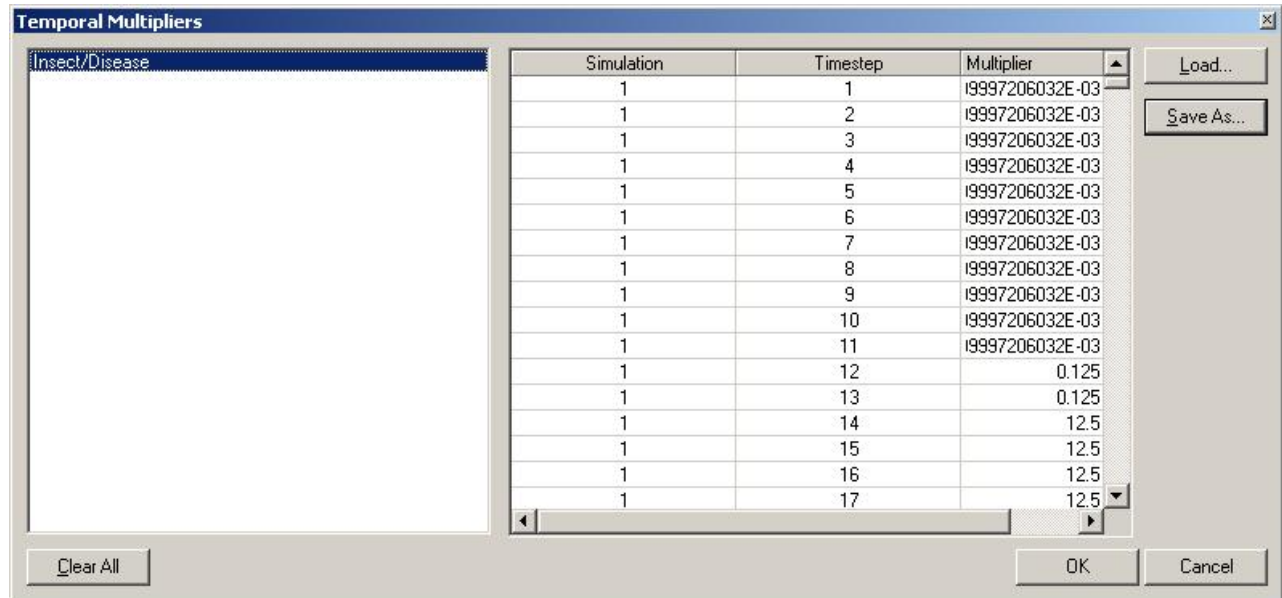 Temporal Multipliers
Insect/Disease
Simulation Timestep Multiplier
1 1 9997206032E-03
1 2 9997206032E-03
1 3 9997206032E-03
1 4 9997206032E-03
1 5 9997206032E-03
1 6 9997206032E-03
1 7 9997206032E-03
1 8 9997206032E-03
1 9 9997206032E-03
1 10 9997206032E-03
1 11 9997206032E-03
1 12 0.125
1 13 0.125
1 14 12.5
1 15 12.5
1 16 12.5
1 17 12.5
Load...
Save As...
Clear All
OK
Cancel